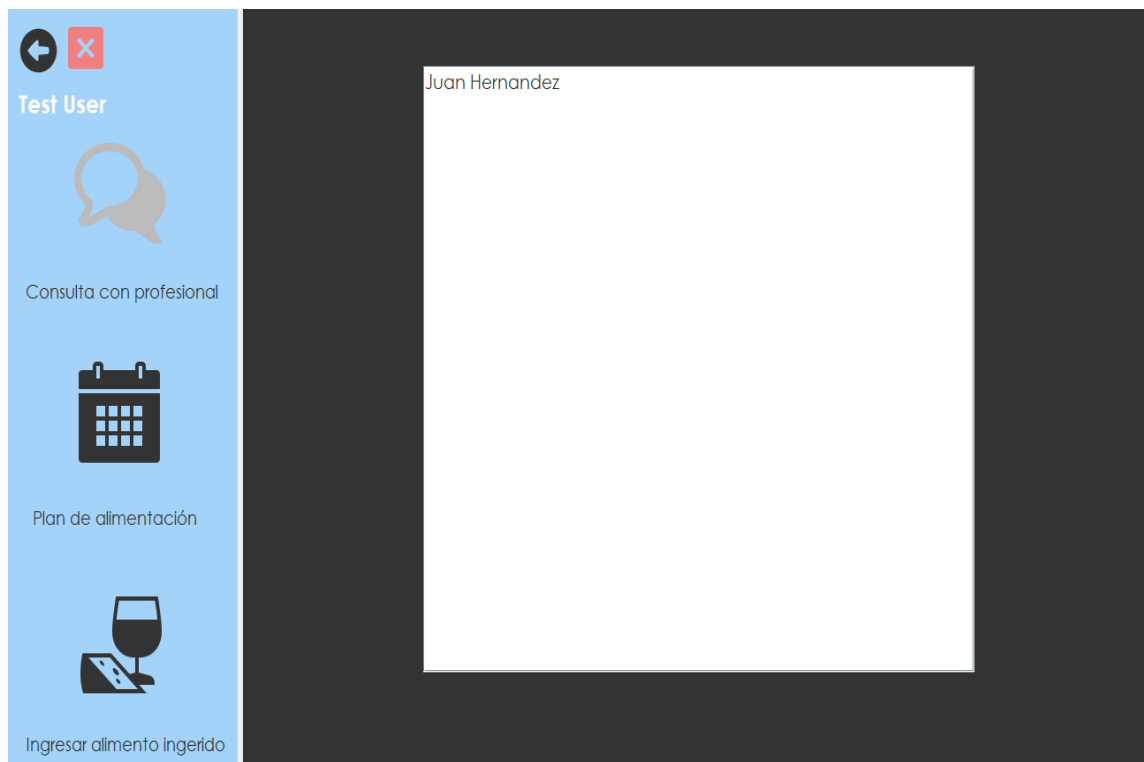 Test User
Consulta con profesional
Plan de alimentación
Ingresar alimento ingerido
Juan Hernandez